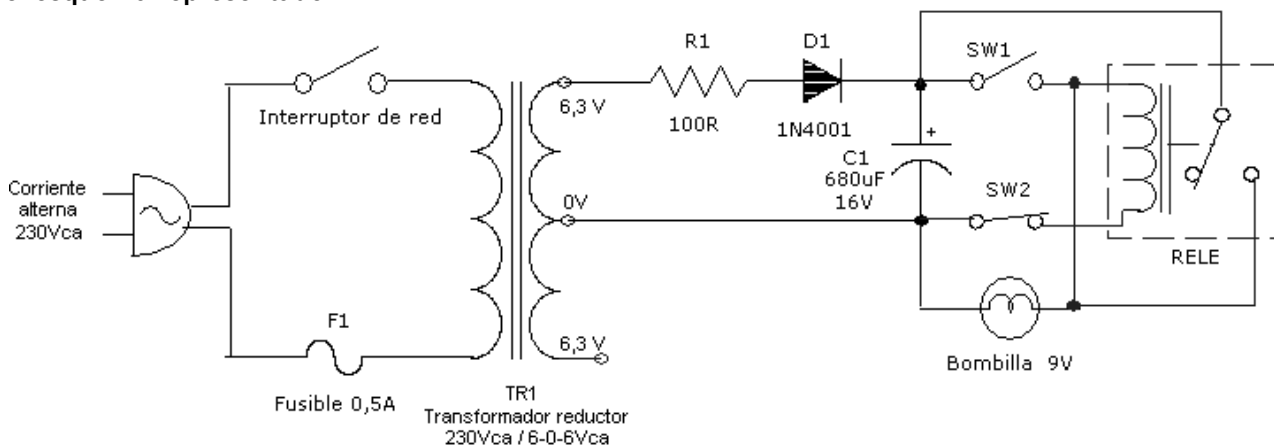 Interruptor de red
Corriente
alterna
230Vca
F1
Fusible 0,5A
6,3 V
0V
6,3 V
TR1
Transformador reductor
230Vca / 6-0-6Vca
R1
100R
D1
1N4001
+
C1
680uF
16V
SW1
SW2
RELE
Bombilla 9V